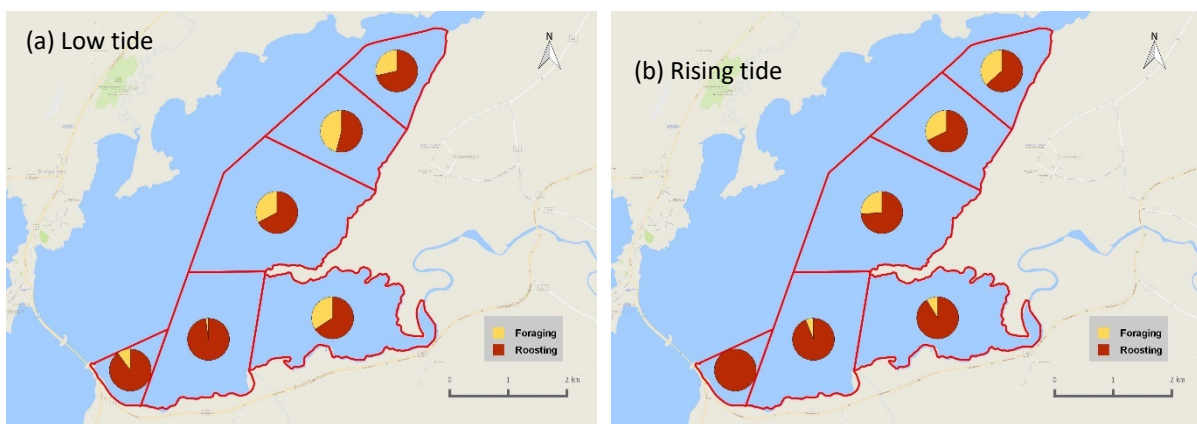 (a) Low tide
N
Foraging
Roosting
0 1 2 km
(b) Rising tide
N
Foraging
Roosting
0 1 2 km